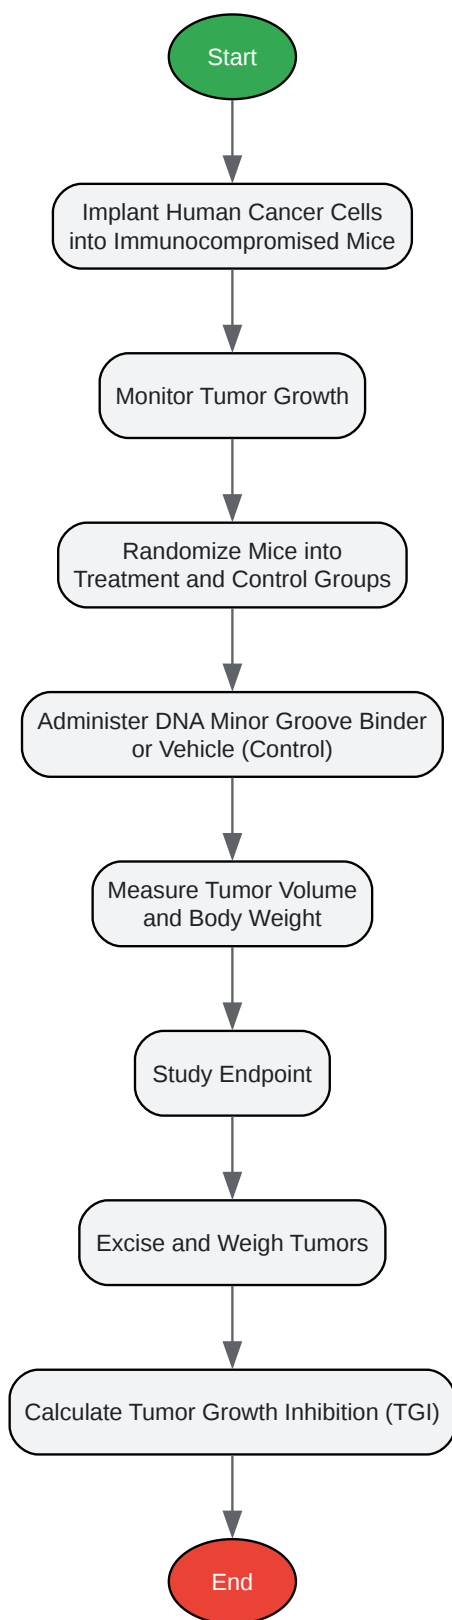 Start
Implant Human Cancer Cells
into Immunocompromised Mice
Monitor Tumor Growth
Randomize Mice into
Treatment and Control Groups
Administer DNA Minor Groove Binder
or Vehicle (Control)
Measure Tumor Volume
and Body Weight
Study Endpoint
Excise and Weigh Tumors
Calculate Tumor Growth Inhibition (TGI)
End